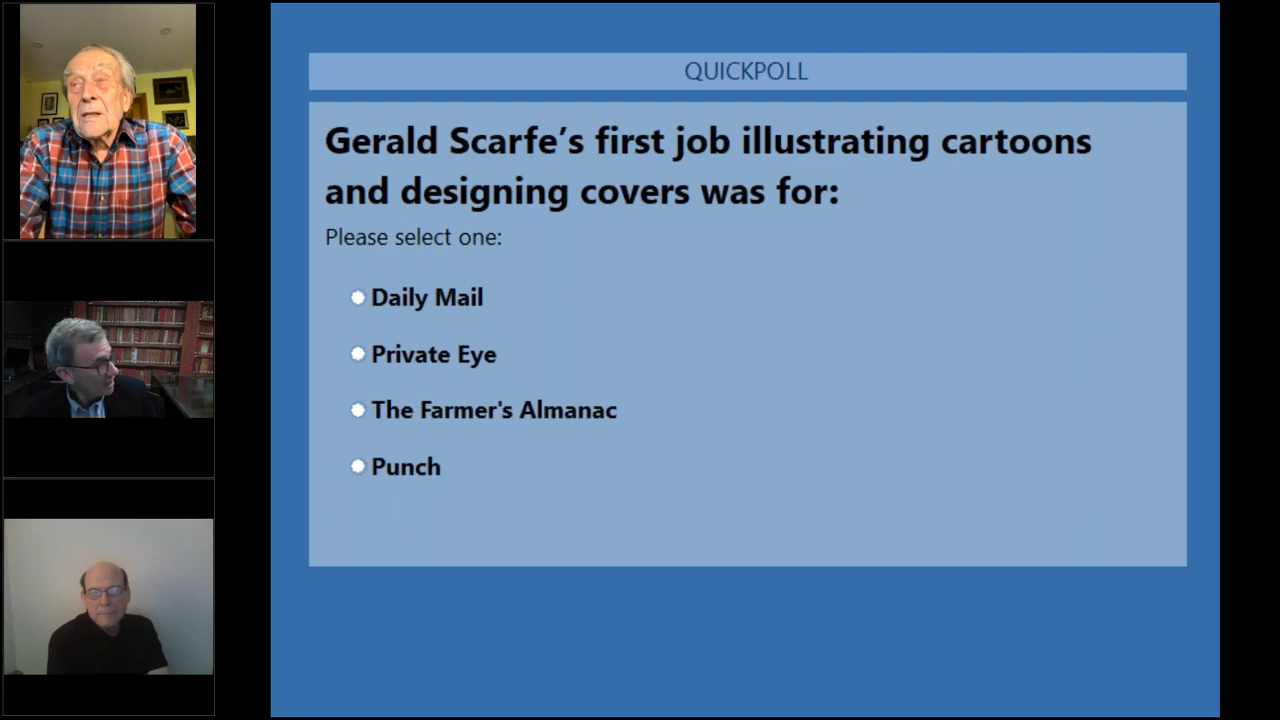 QUICKPOLL
Gerald Scarfe’s first job illustrating cartoons
and designing covers was for:
Please select one:
Daily Mail
Private Eye
The Farmer's Almanac
Punch